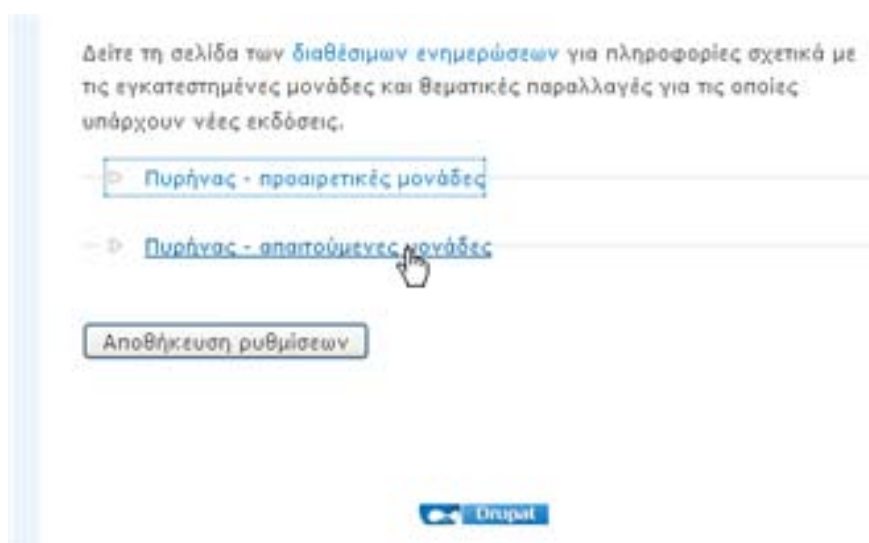 Δείτε τη σελίδα των διαθέσιμων ενημερώσεων για πληροφορίες σχετικά με
τις εγκατεστημένες μονάδες και θεματικές παραλλαγές για τις οποίες
υπάρχουν νέες εκδόσεις.
Πυρήνας - προαιρετικές μονάδες
Πυρήνας - απαιτούμενες μονάδες
Αποθήκευση ρυθμίσεων
Drupal